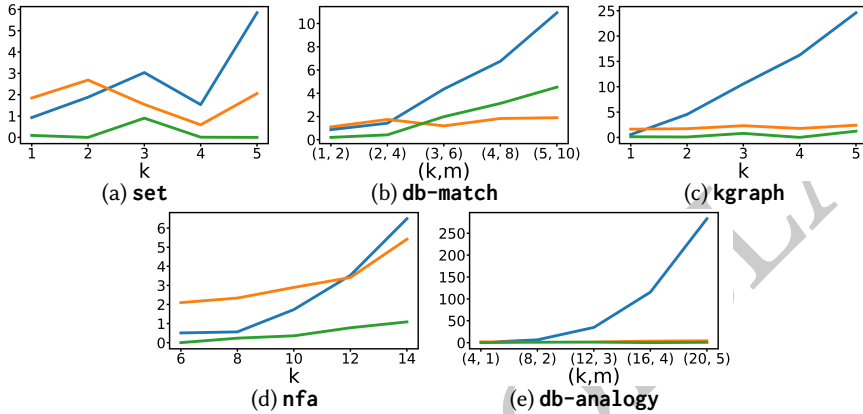 6
5
4
3
2
1
0
1 2 3 4 5
k
(a) set
10
8
6
4
2
0
(1, 2) (2, 4) (3, 6) (4, 8) (5, 10)
(k,m)
(b) db-match
25
20
15
10
5
0
1 2 3 4 5
k
(c) kgraph
6
5
4
3
2
1
0
6 8 10 12 14
k
(d) nfa
250
200
150
100
50
0
(4, 1) (8, 2) (12, 3) (16, 4) (20, 5)
(k,m)
(e) db-analogy